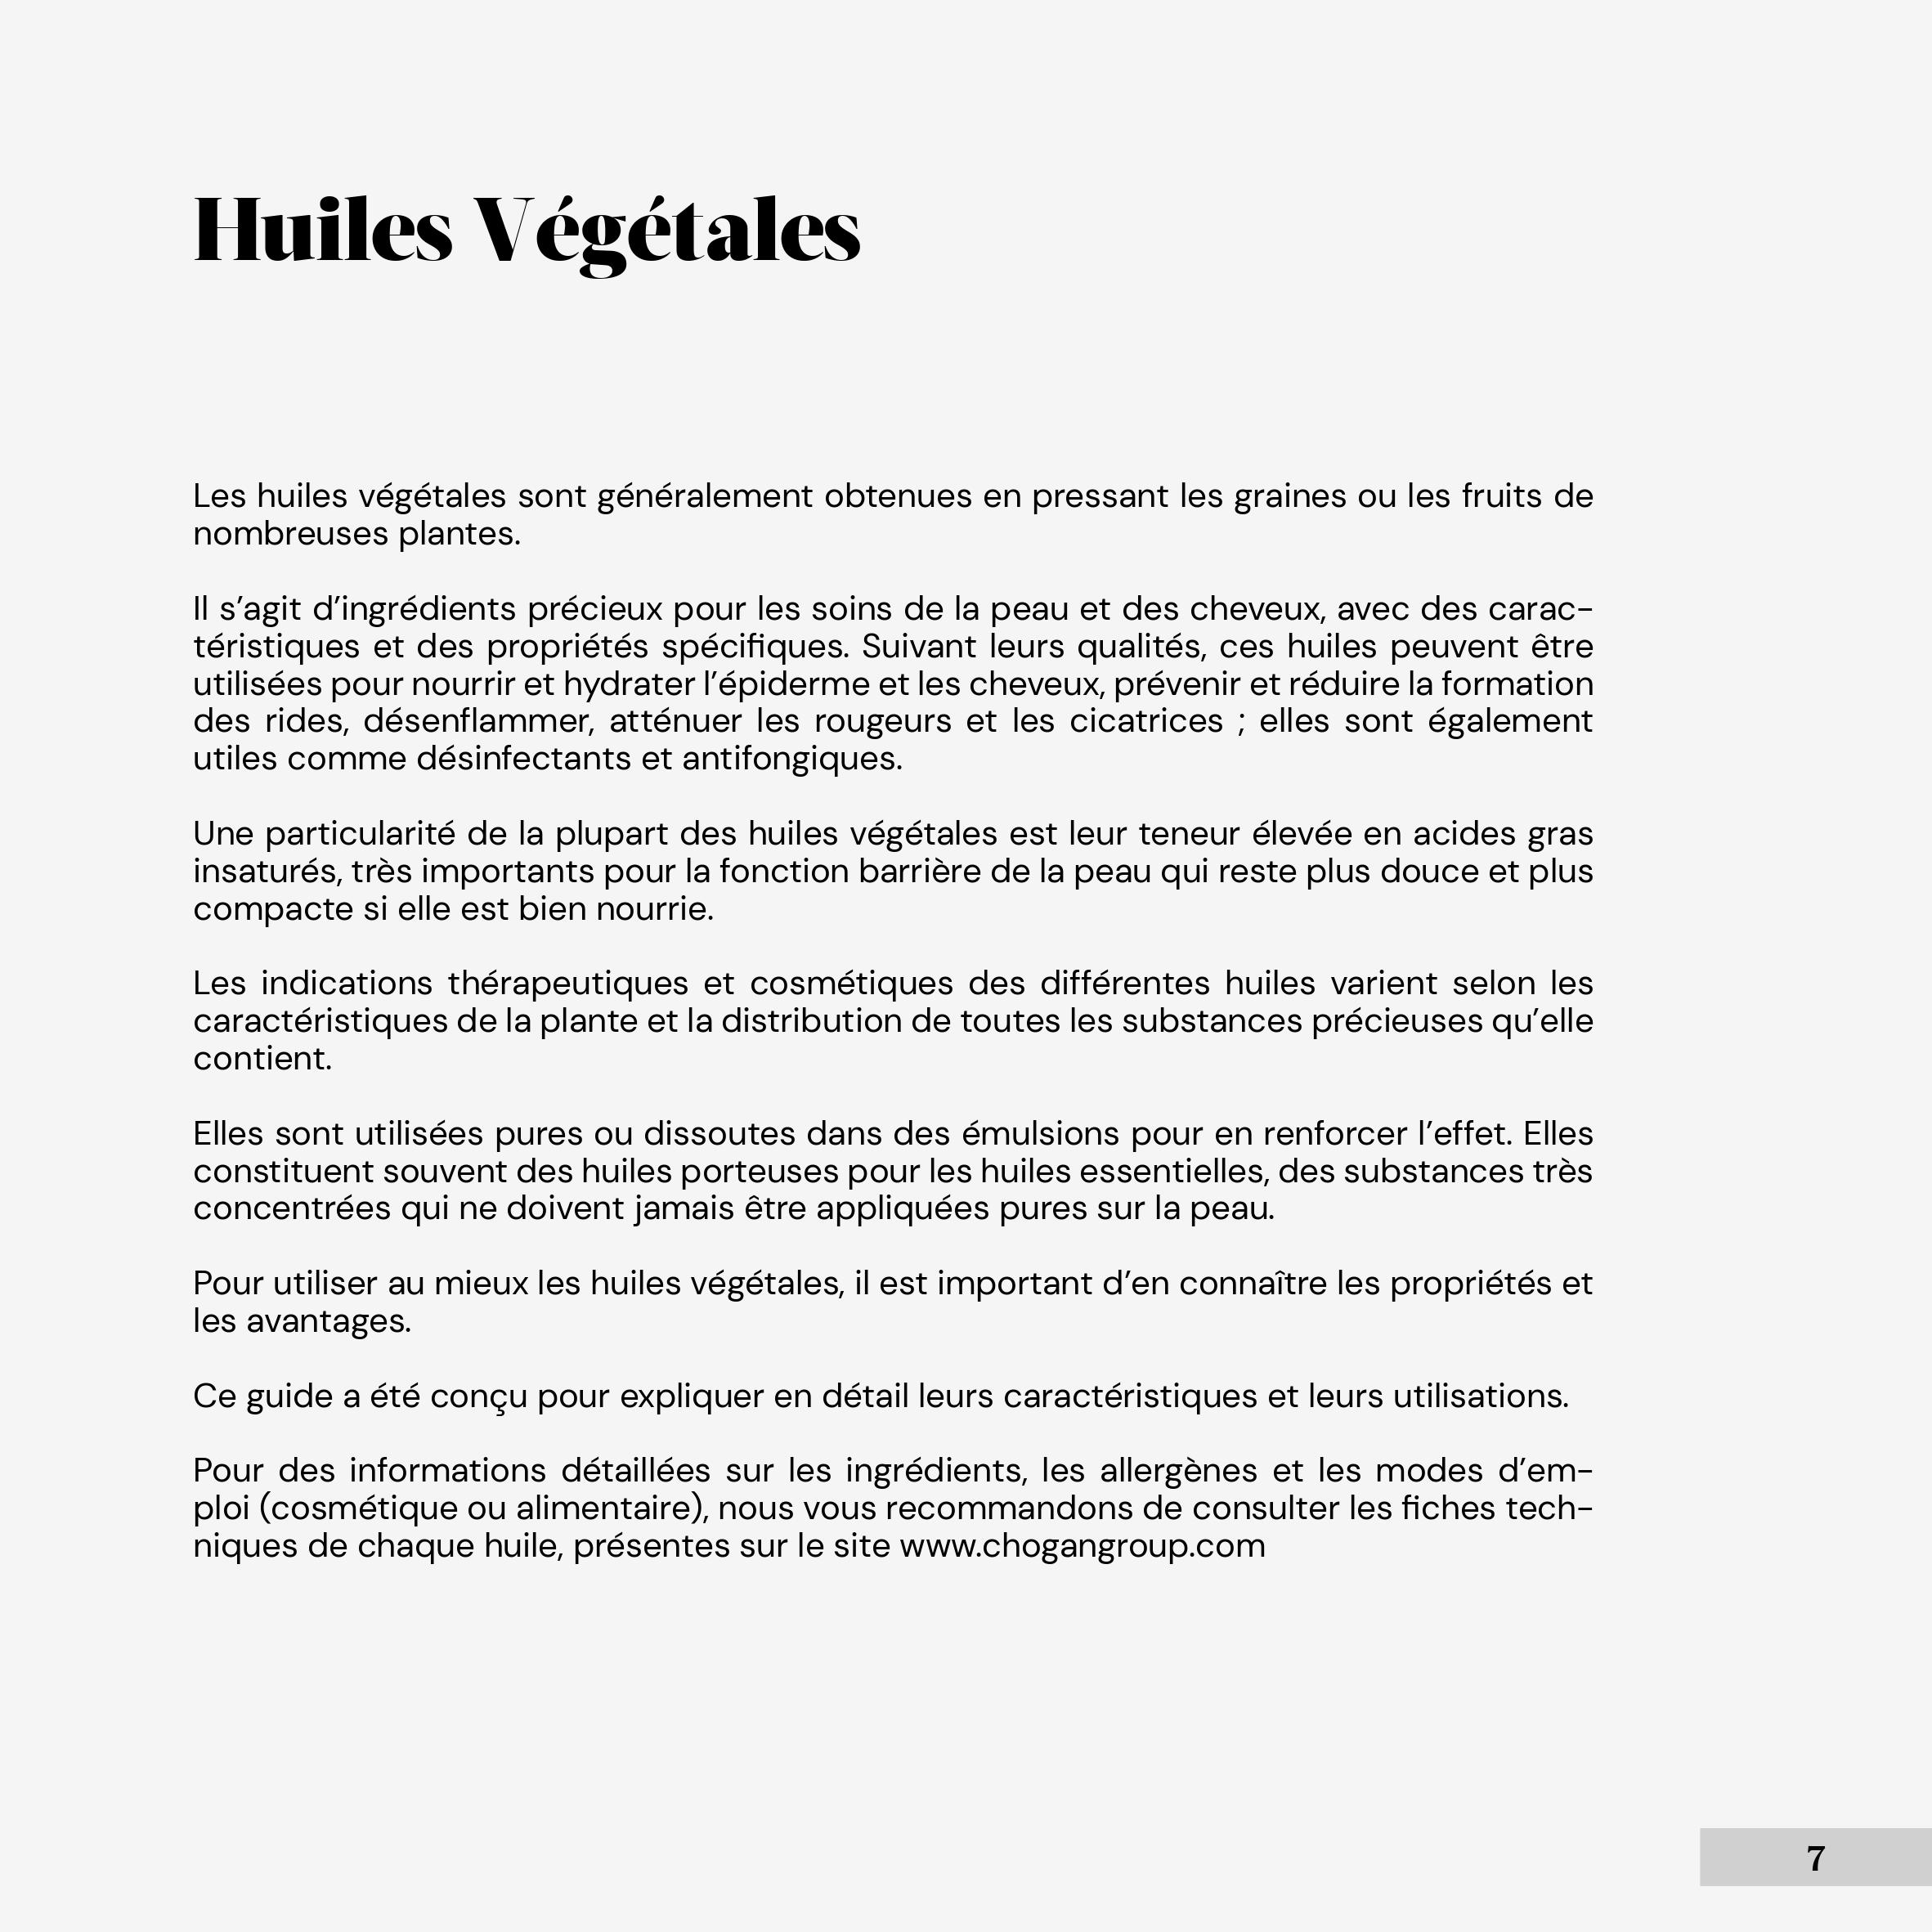 Huiles Végétales
Les huiles végétales sont généralement obtenues en pressant les graines ou les fruits de
nombreuses plantes.
Il s’agit d’ingrédients précieux pour les soins de la peau et des cheveux, avec des carac-
téristiques et des propriétés spécifiques. Suivant leurs qualités, ces huiles peuvent être
utilisées pour nourrir et hydrater l’épiderme et les cheveux, prévenir et réduire la formation
des rides, désenflammer, atténuer les rougeurs et les cicatrices ; elles sont également
utiles comme désinfectants et antifongiques.
Une particularité de la plupart des huiles végétales est leur teneur élevée en acides gras
insaturés, très importants pour la fonction barrière de la peau qui reste plus douce et plus
compacte si elle est bien nourrie.
Les indications thérapeutiques et cosmétiques des différentes huiles varient selon les
caractéristiques de la plante et la distribution de toutes les substances précieuses qu’elle
contient.
Elles sont utilisées pures ou dissoutes dans des émulsions pour en renforcer l’effet. Elles
constituent souvent des huiles porteuses pour les huiles essentielles, des substances très
concentrées qui ne doivent jamais être appliquées pures sur la peau.
Pour utiliser au mieux les huiles végétales, il est important d’en connaître les propriétés et
les avantages.
Ce guide a été conçu pour expliquer en détail leurs caractéristiques et leurs utilisations.
Pour des informations détaillées sur les ingrédients, les allergènes et les modes d’em-
ploi (cosmétique ou alimentaire), nous vous recommandons de consulter les fiches tech-
niques de chaque huile, présentes sur le site www.chogangroup.com
7